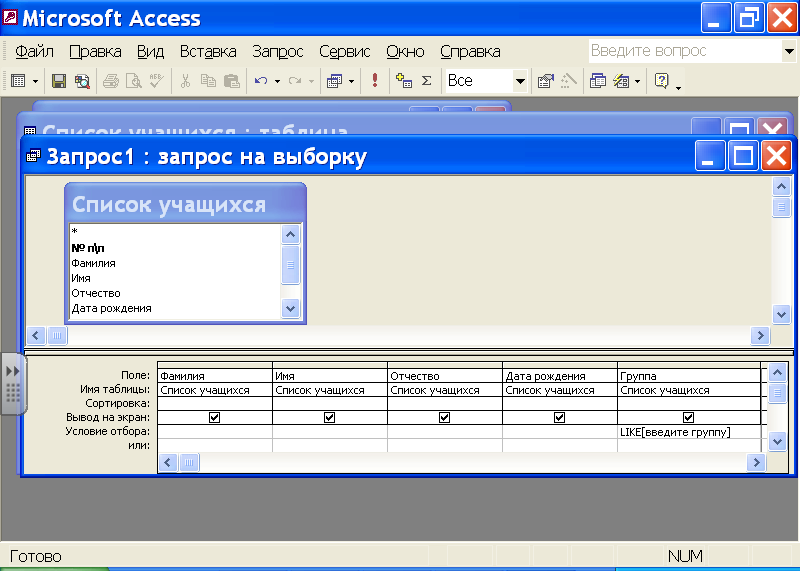 Microsoft Access
Файл Правка Вид Вставка Запрос Сервис Окно Справка Введите вопрос
Все
Список учащихся : таблица
Запрос1 : запрос на выборку
Список учащихся
*
№ п\п
Фамилия
Имя
Отчество
Дата рождения
Поле: Фамилия Имя Отчество Дата рождения Группа
Имя таблицы: Список учащихся Список учащихся Список учащихся Список учащихся Список учащихся
Сортировка:
Вывод на экран:
Условие отбора: LIKE[введите группу]
или:
Готово NUM